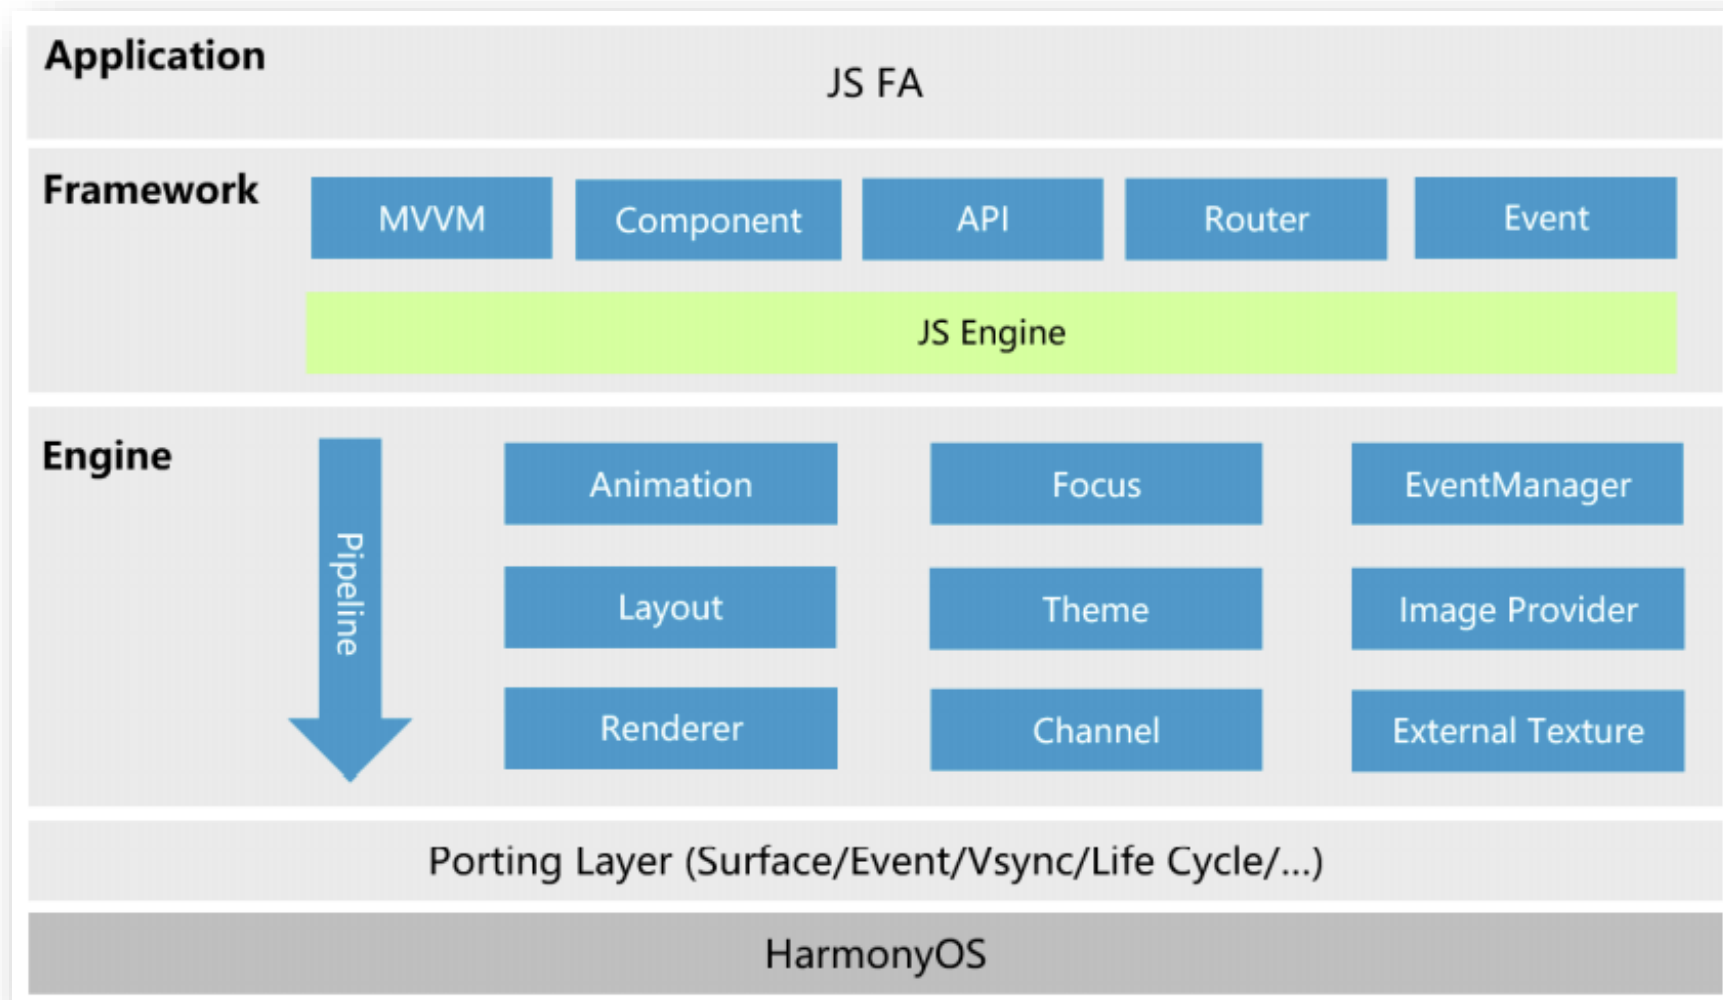 Application
JS FA
Framework
MVVM
Component
API
Router
Event
JS Engine
Engine
Pipeline
Animation
Focus
EventManager
Layout
Theme
Image Provider
Renderer
Channel
External Texture
Porting Layer (Surface/Event/Vsync/Life Cycle/...)
HarmonyOS